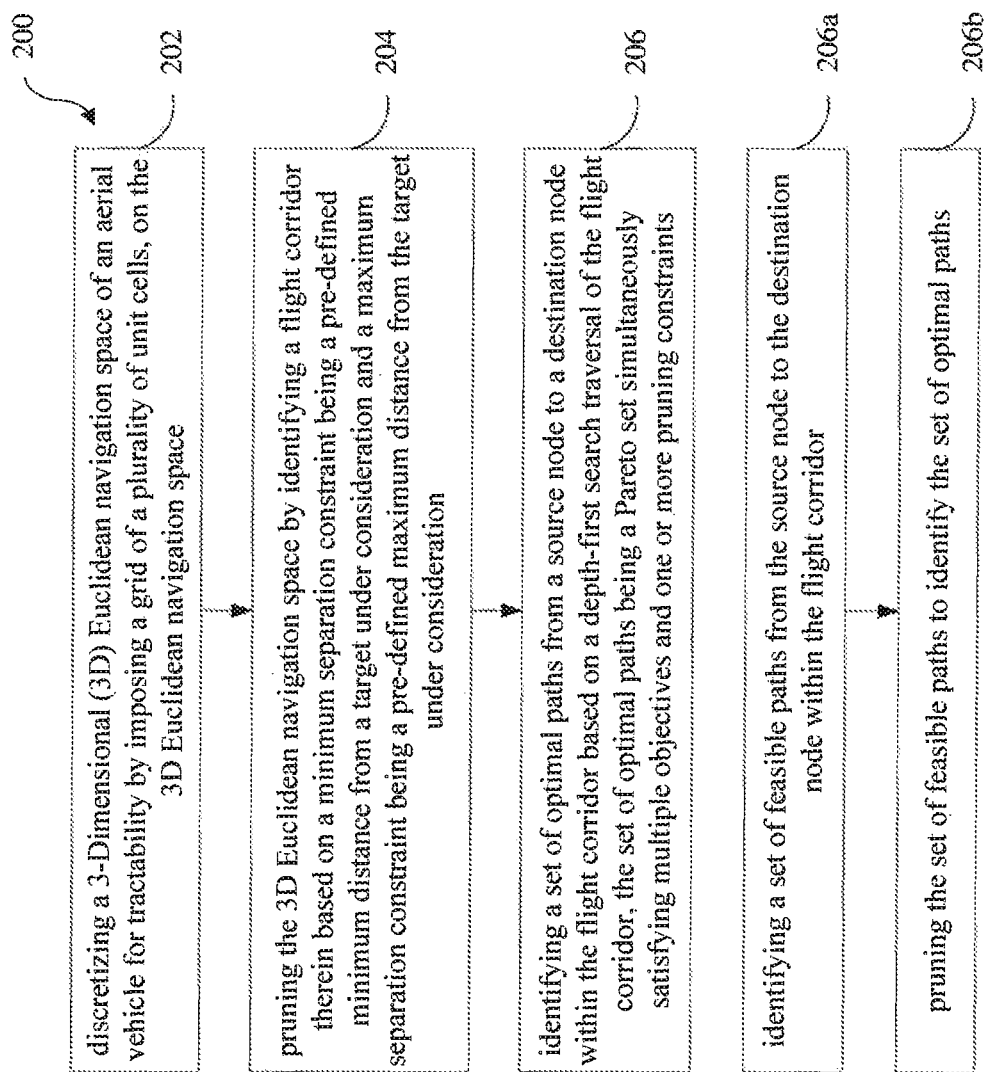 200
discretizing a 3-Dimensional (3D) Euclidean navigation space of an aerial
vehicle for tractability by imposing a grid of a plurality of unit cells, on the
3D Euclidean navigation space
202
pruning the 3D Euclidean navigation space by identifying a flight corridor
therein based on a minimum separation constraint being a pre-defined
minimum distance from a target under consideration and a maximum
separation constraint being a pre-defined maximum distance from the target
under consideration
204
identifying a set of optimal paths from a source node to a destination node
within the flight corridor based on a depth-first search traversal of the flight
corridor, the set of optimal paths being a Pareto set simultaneously
satisfying multiple objectives and one or more pruning constraints
206
identifying a set of feasible paths from the source node to the destination
node within the flight corridor
206a
pruning the set of feasible paths to identify the set of optimal paths
206b